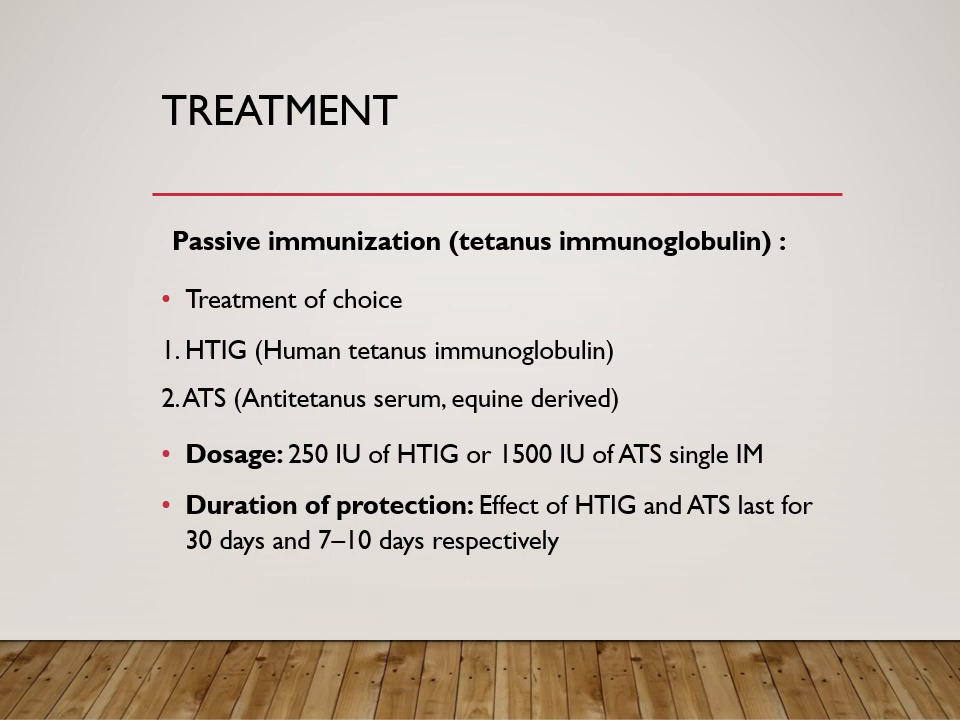 TREATMENT
Passive immunization (tetanus immunoglobulin) :
• Treatment of choice
1. HTIG (Human tetanus immunoglobulin)
2. ATS (Antitetanus serum, equine derived)
• Dosage: 250 IU of HTIG or 1500 IU of ATS single IM
• Duration of protection: Effect of HTIG and ATS last for
30 days and 7–10 days respectively